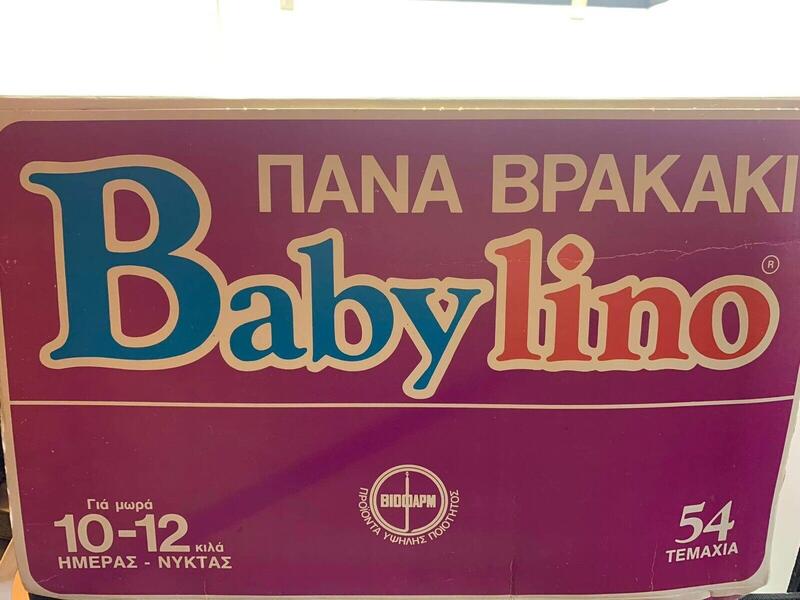 ΠΑΝΑ ΒΡΑΚΑΚΙ
Babylino ®
Γιά μωρά
10-12 κιλά
ΗΜΕΡΑΣ - ΝΥΚΤΑΣ
ΒΙΟΦΑΡΜ
ΠΡΟΪΟΝΤΑ ΥΨΗΛΗΣ ΠΟΙΟΤΗΤΟΣ
54
ΤΕΜΑΧΙΑ